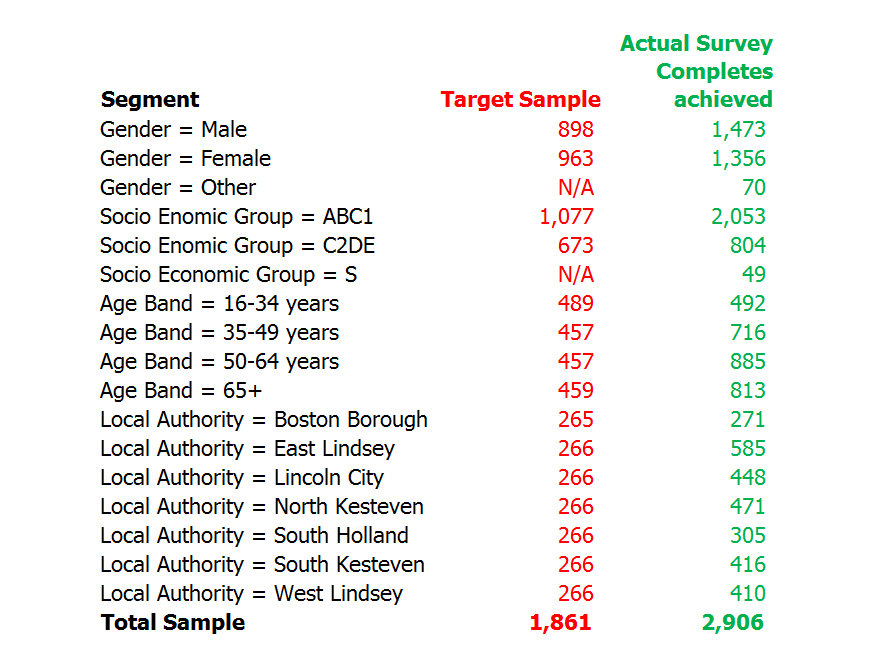 Actual Survey
Completes
Segment Target Sample achieved
Gender = Male 898 1,473
Gender = Female 963 1,356
Gender = Other N/A 70
Socio Enomic Group = ABC1 1,077 2,053
Socio Enomic Group = C2DE 673 804
Socio Economic Group = S N/A 49
Age Band = 16-34 years 489 492
Age Band = 35-49 years 457 716
Age Band = 50-64 years 457 885
Age Band = 65+ 459 813
Local Authority = Boston Borough 265 271
Local Authority = East Lindsey 266 585
Local Authority = Lincoln City 266 448
Local Authority = North Kesteven 266 471
Local Authority = South Holland 266 305
Local Authority = South Kesteven 266 416
Local Authority = West Lindsey 266 410
Total Sample 1,861 2,906